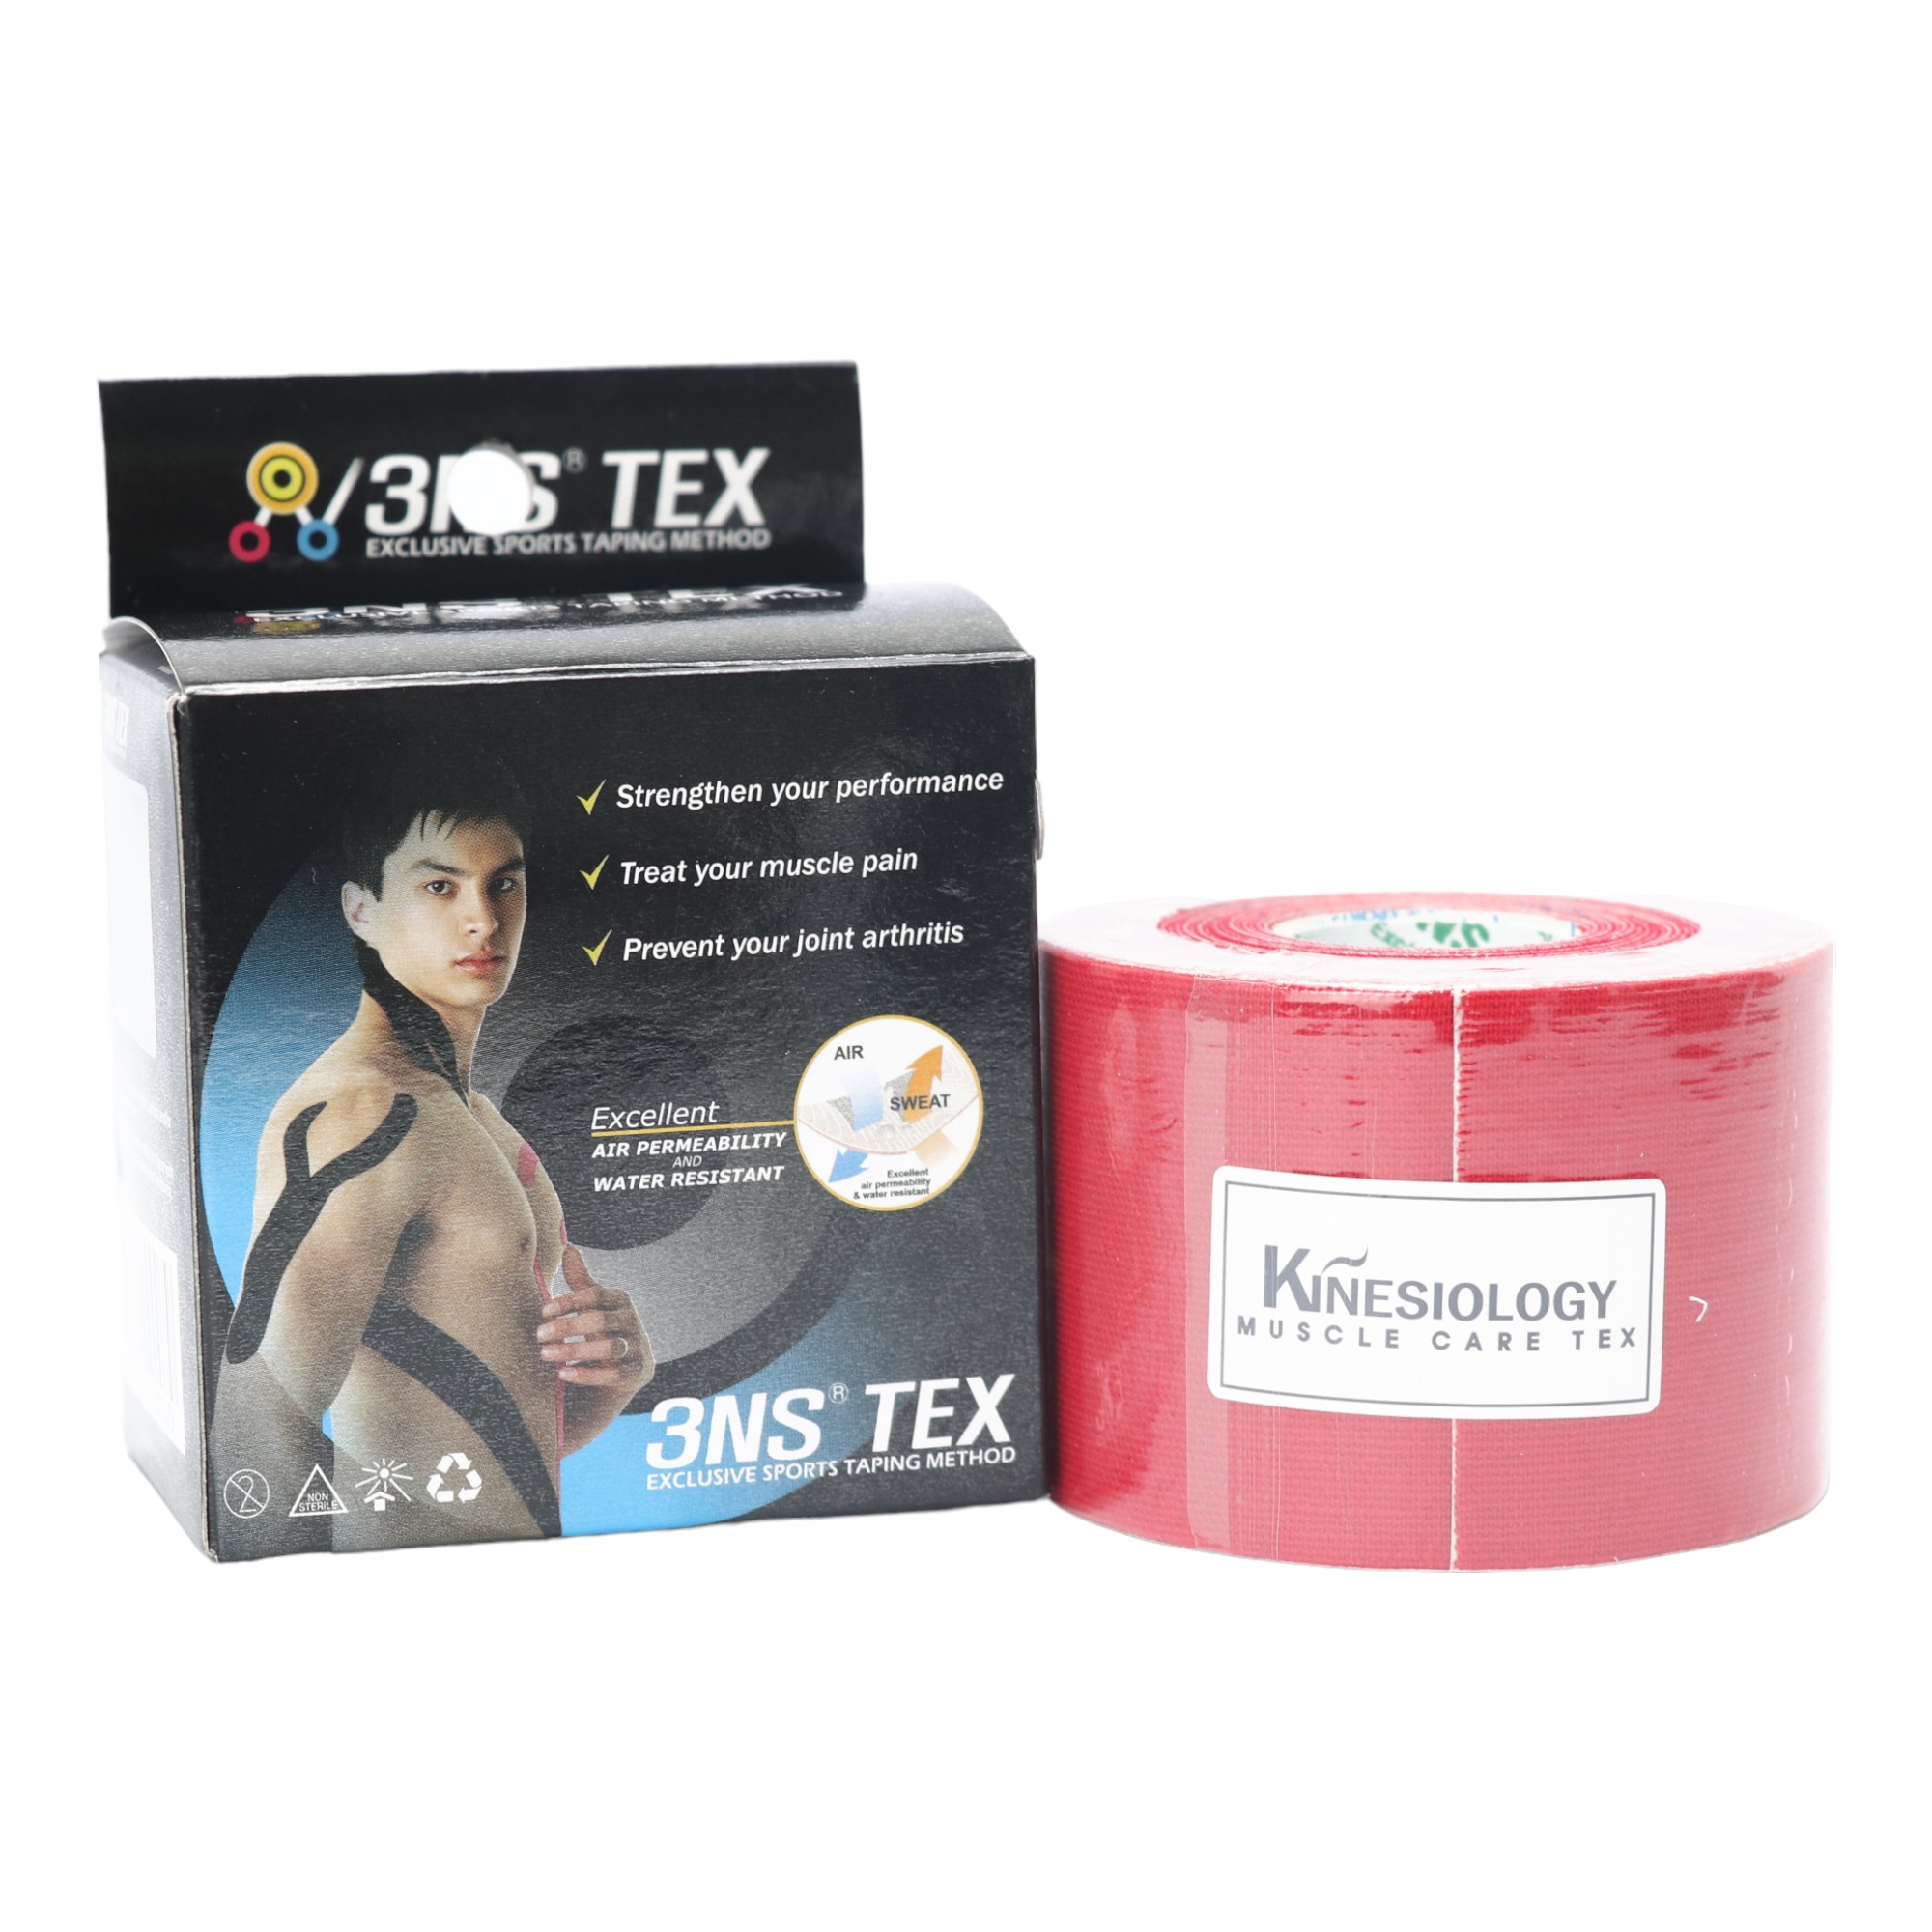 3NS® TEX
EXCLUSIVE SPORTS TAPING METHOD
Strengthen your performance
Treat your muscle pain
Prevent your joint arthritis
AIR
SWEAT
Excellent
air permeability
& water resistant
Excellent
AIR PERMEABILITY
AND
WATER RESISTANT
3NS® TEX
EXCLUSIVE SPORTS TAPING METHOD
2
NON
STERILE
KINESIOLOGY
MUSCLE CARE TEX